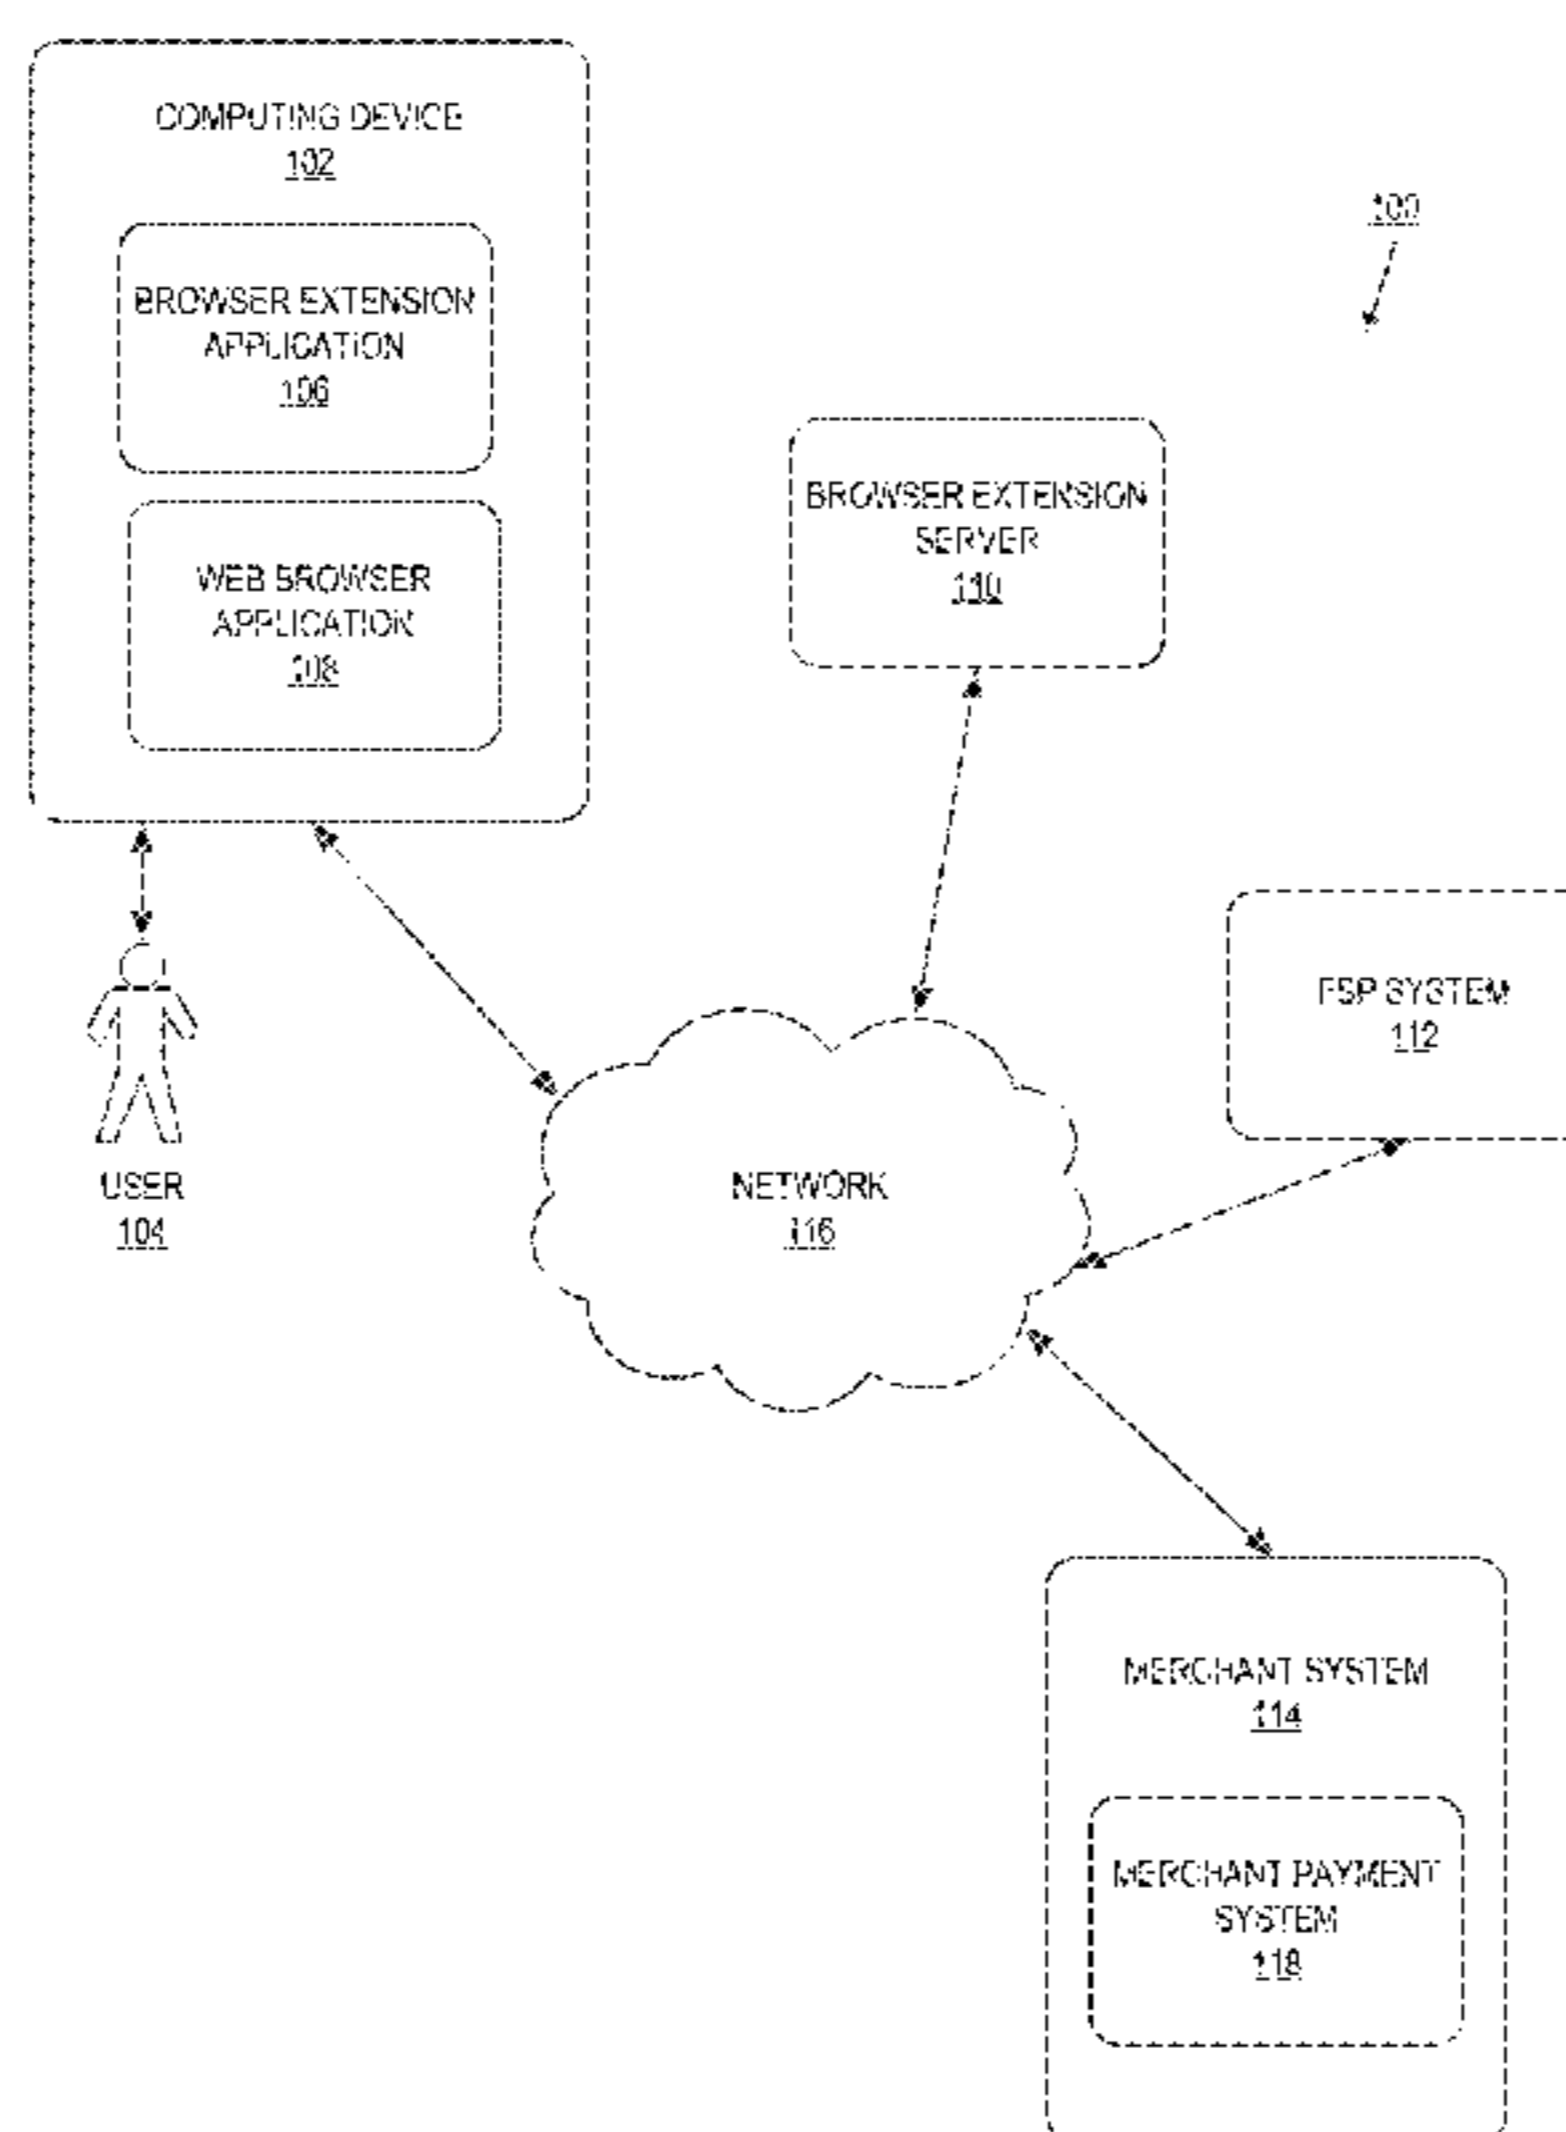 COMPUTING DEVICE
102
BROWSER EXTENSION
APPLICATION
106
WEB BROWSER
APPLICATION
108
100
BROWSER EXTENSION
SERVER
110
FSP SYSTEM
112
USER
104
NETWORK
116
MERCHANT SYSTEM
114
MERCHANT PAYMENT
SYSTEM
118